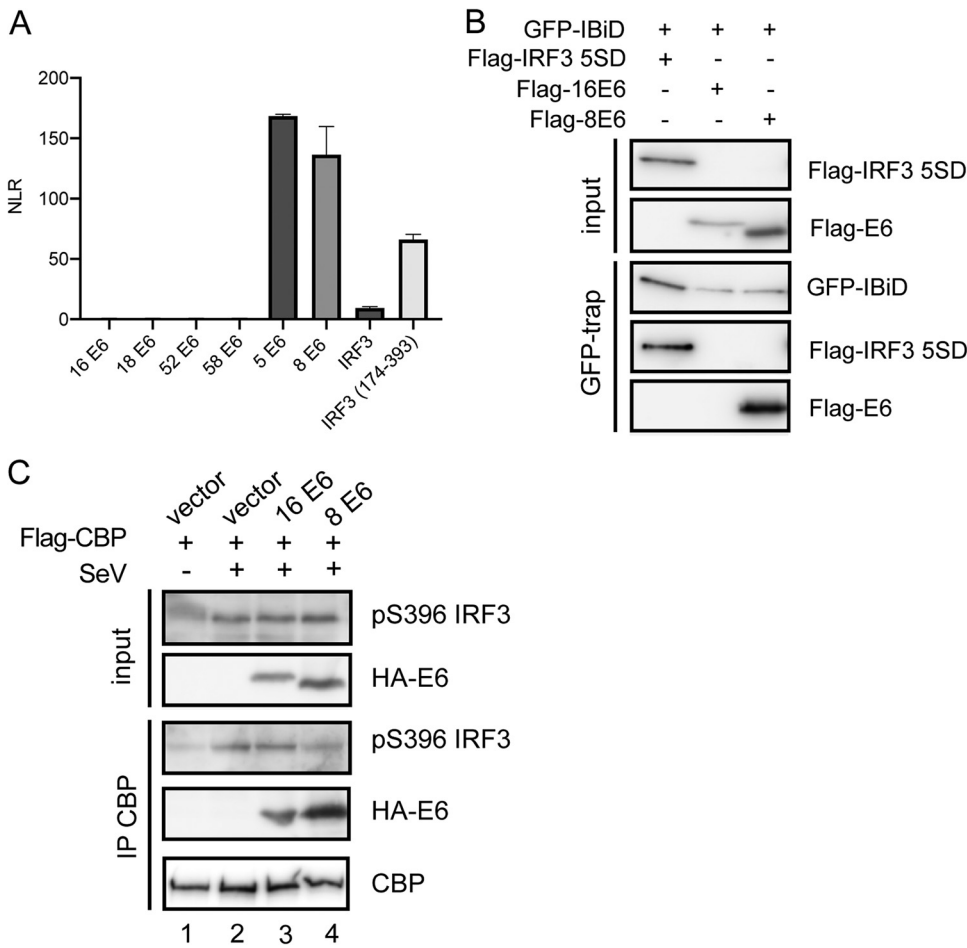 A
NLR
200
150
100
50
0
16 E6
18 E6
52 E6
58 E6
5 E6
8 E6
IRF3
IRF3 (174-393)
B
GFP-IBiD + + +
Flag-IRF3 5SD + - -
Flag-16E6 - + -
Flag-8E6 - - +
input
Flag-IRF3 5SD
Flag-E6
GFP-trap
GFP-IBiD
Flag-IRF3 5SD
Flag-E6
C
vector vector 16 E6 8 E6
Flag-CBP + + + +
SeV - + + +
input
pS396 IRF3
HA-E6
IP CBP
pS396 IRF3
HA-E6
CBP
1 2 3 4